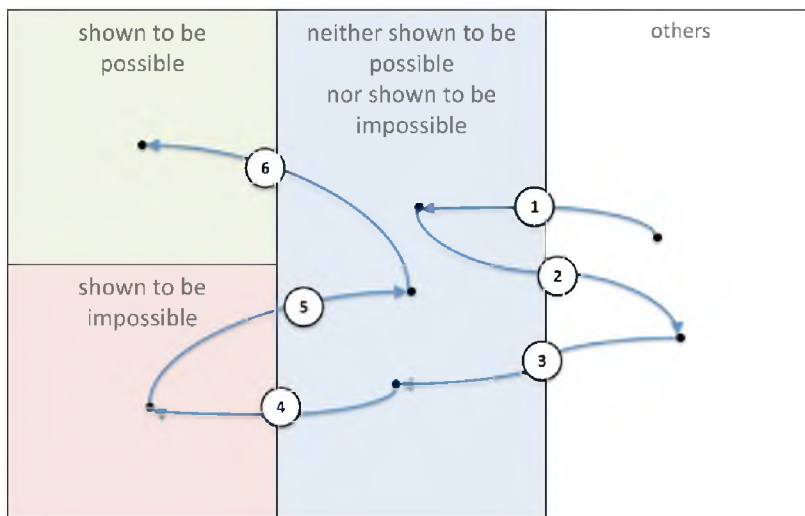 shown to be
possible
neither shown to be
possible
nor shown to be
impossible
others
6
1
2
shown to be
impossible
5
3
4